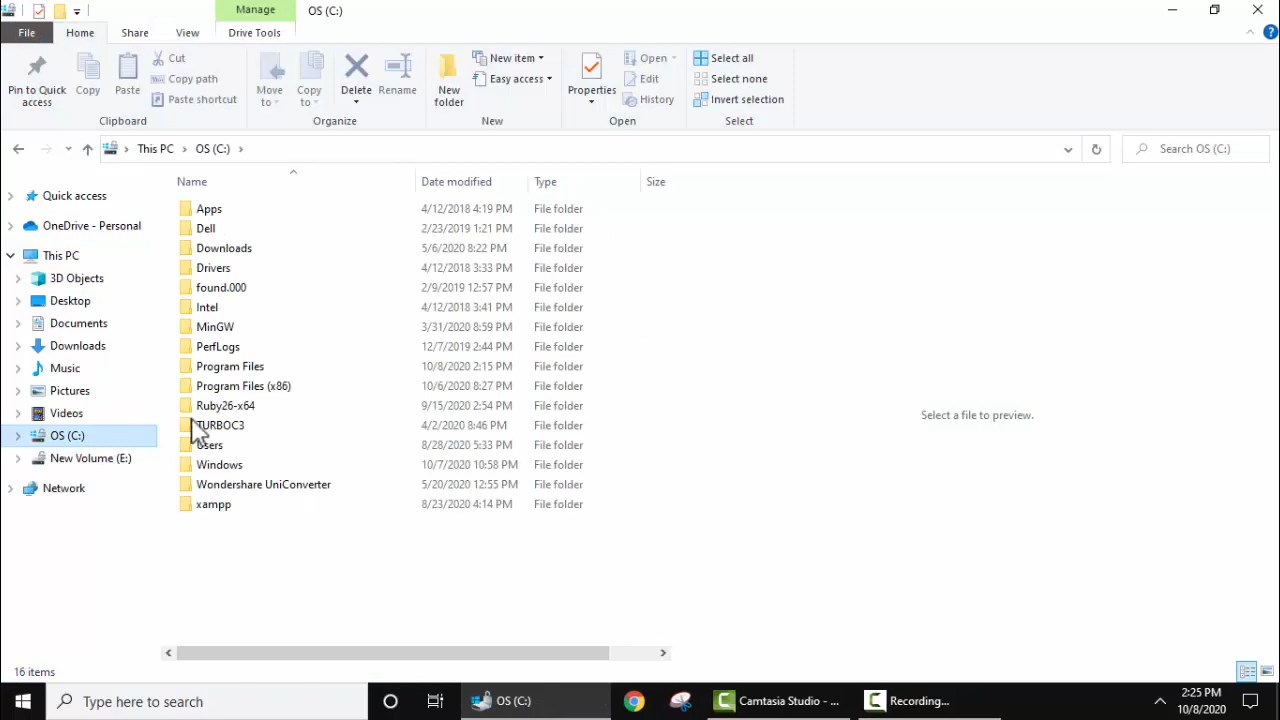 Manage
OS (C:)
File
Home
Share
View
Drive Tools
Pin to Quick access
Copy
Paste
Cut
Copy path
Paste shortcut
Clipboard
Move to
Copy to
Delete
Rename
Organize
New folder
New item
Easy access
New
Properties
Open
Edit
History
Open
Select all
Select none
Invert selection
Select
This PC > OS (C:) >
Search OS (C:)
Quick access
OneDrive - Personal
This PC
3D Objects
Desktop
Documents
Downloads
Music
Pictures
Videos
OS (C:)
New Volume (E:)
Network
Name Date modified Type Size
Apps 4/12/2018 4:19 PM File folder
Dell 2/23/2019 1:21 PM File folder
Downloads 5/6/2020 8:22 PM File folder
Drivers 4/12/2018 3:33 PM File folder
found.000 2/9/2019 12:57 PM File folder
Intel 4/12/2018 3:41 PM File folder
MinGW 3/31/2020 8:59 PM File folder
PerfLogs 12/7/2019 2:44 PM File folder
Program Files 10/8/2020 2:15 PM File folder
Program Files (x86) 10/6/2020 8:27 PM File folder
Ruby26-x64 9/15/2020 2:54 PM File folder
TURBOC3 4/2/2020 8:46 PM File folder
Users 8/28/2020 5:33 PM File folder
Windows 10/7/2020 10:58 PM File folder
Wondershare UniConverter 5/20/2020 12:55 PM File folder
xampp 8/23/2020 4:14 PM File folder
Select a file to preview.
16 items
Type here to search
OS (C:)
Camtasia Studio - ...
Recording...
2:25 PM
10/8/2020